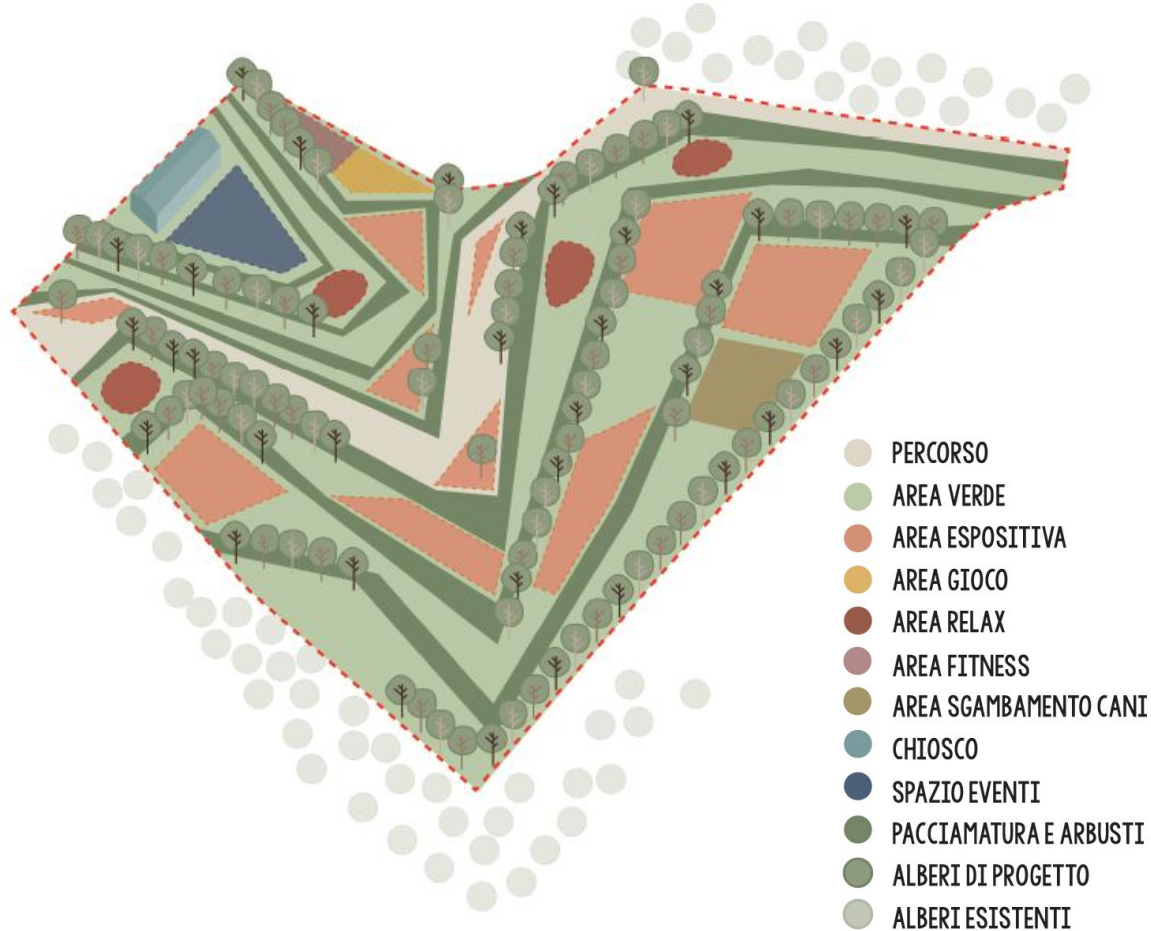 PERCORSO
AREA VERDE
AREA ESPOSITIVA
AREA GIOCO
AREA RELAX
AREA FITNESS
AREA SGAMBAMENTO CANI
CHIOSCO
SPAZIO EVENTI
PACCIAMATURA E ARBUSTI
ALBERI DI PROGETTO
ALBERI ESISTENTI